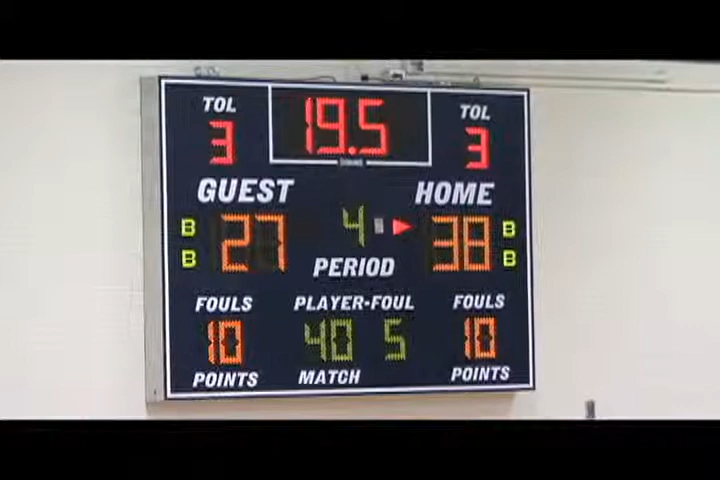 TOL 19.5 TOL
3 3
GUEST HOME
B 27 4 38 B
B B
PERIOD
FOULS PLAYER-FOUL FOULS
10 40 5 10
POINTS MATCH POINTS